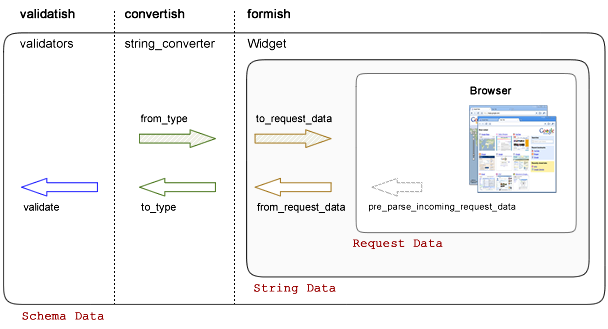 validatish convertish formish
validators string_converter Widget
Browser
Google
from_type to_request_data
validate to_type from_request_data pre_parse_incoming_request_data
Request Data
String Data
Schema Data